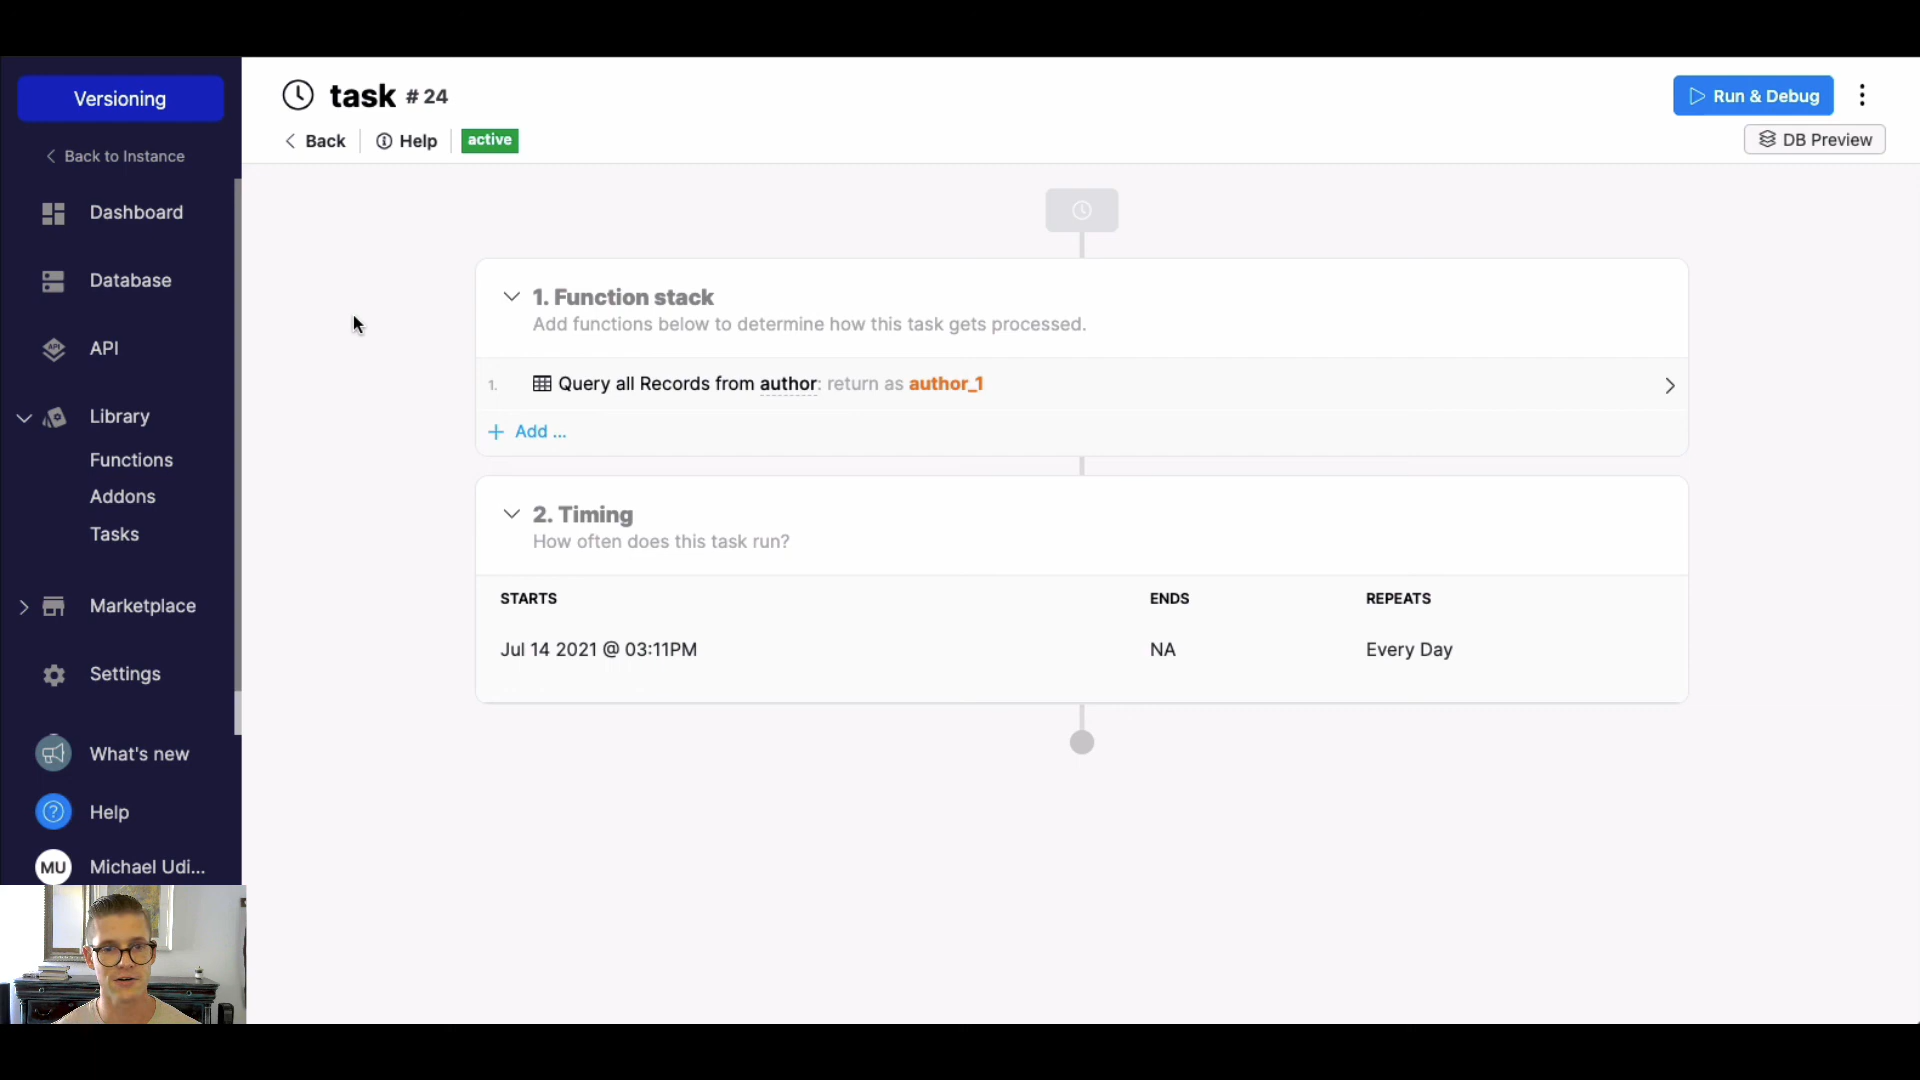 Versioning
Back to Instance
Dashboard
Database
API
API
Library
Functions
Addons
Tasks
Marketplace
Settings
What's new
? Help
MU Michael Udi...
task # 24
Back
Help
active
Run & Debug
DB Preview
1. Function stack
Add functions below to determine how this task gets processed.
1. Query all Records from author: return as author_1
+ Add ...
2. Timing
How often does this task run?
STARTS ENDS REPEATS
Jul 14 2021 @ 03:11PM NA Every Day